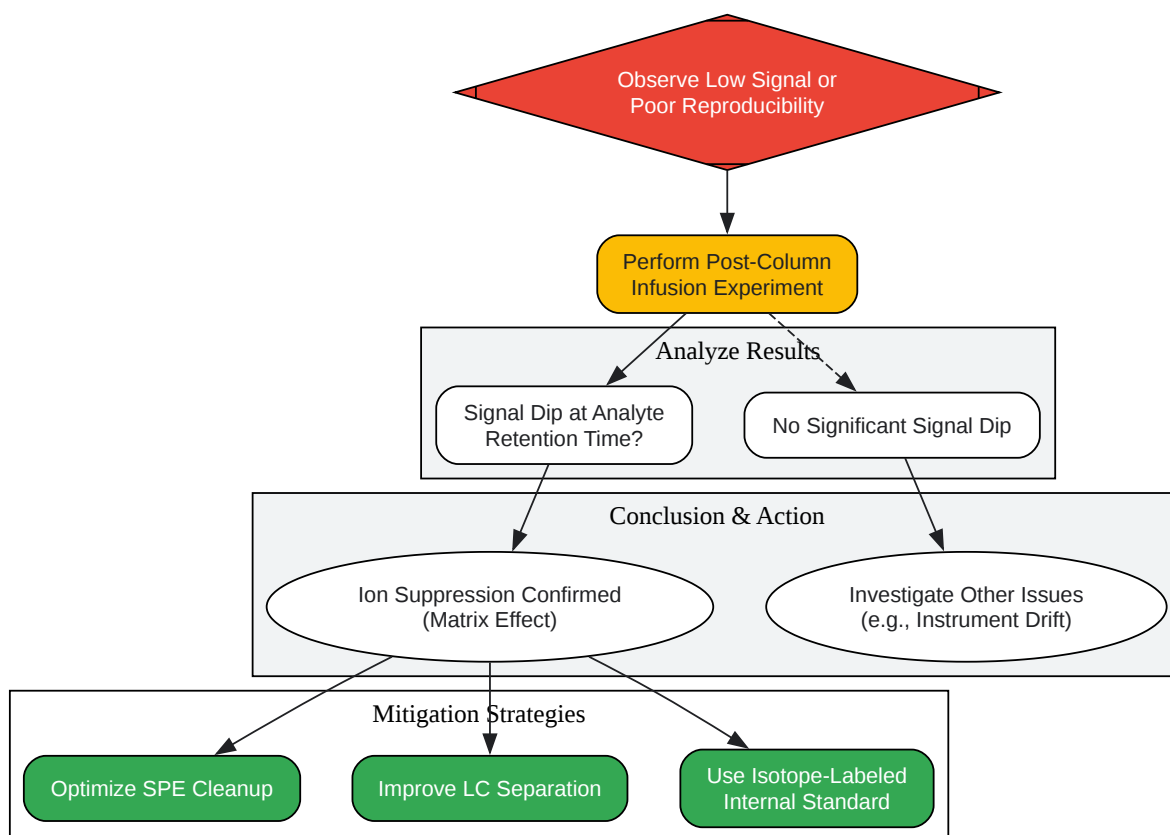 Observe Low Signal or
Poor Reproducibility
Perform Post-Column
Infusion Experiment
Analyze Results
Signal Dip at Analyte
Retention Time?
No Significant Signal Dip
Conclusion & Action
Ion Suppression Confirmed
(Matrix Effect)
Investigate Other Issues
(e.g., Instrument Drift)
Mitigation Strategies
Optimize SPE Cleanup
Improve LC Separation
Use Isotope-Labeled
Internal Standard